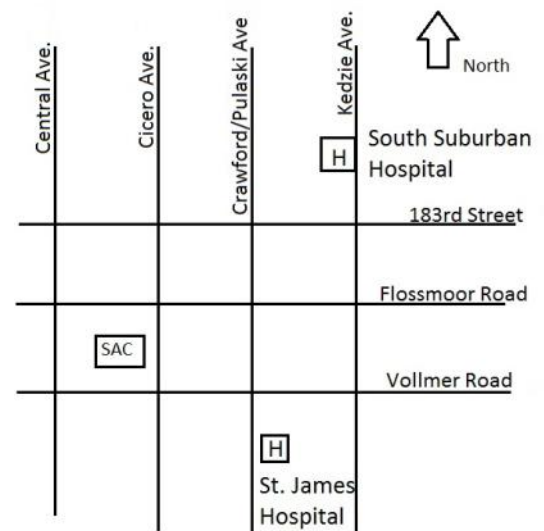 Central Ave.
Cicero Ave.
Crawford/Pulaski Ave
Kedzie Ave.
North
H
South Suburban
Hospital
183rd Street
Flossmoor Road
SAC
Vollmer Road
H
St. James
Hospital